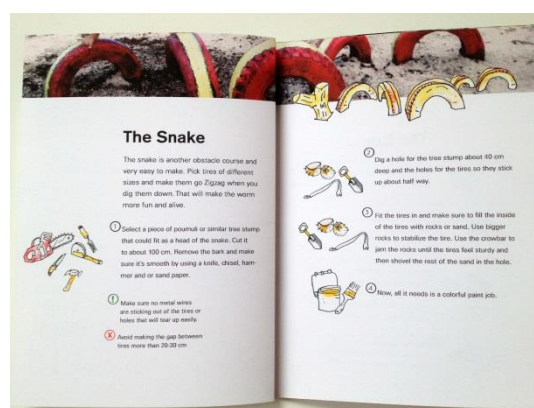 The Snake
The snake is another obstacle course and
very easy to make. Pick tires of different
sizes and make them go Zigzag when you
dig them down. That will make the worm
more fun and alive.
1 Select a piece of poumuli or similar tree stump
that could fit as a head of the snake. Cut it
to about 100 cm. Remove the bark and make
sure it's smooth by using a knife, chisel, ham-
mer and or sand paper.
! Make sure no metal wires
are sticking out of the tires or
holes that will tear up easily.
X Avoid making the gap between
tires more than 20-30 cm
2 Dig a hole for the tree stump about 40 cm
deep and the holes for the tires so they stick
up about half way.
3 Fit the tires in and make sure to fill the inside
of the tires with rocks or sand. Use bigger
rocks to stabilize the tire. Use the crowbar to
jam the rocks until the tires feel sturdy and
then shovel the rest of the sand in the hole.
4 Now, all it needs is a colorful paint job.